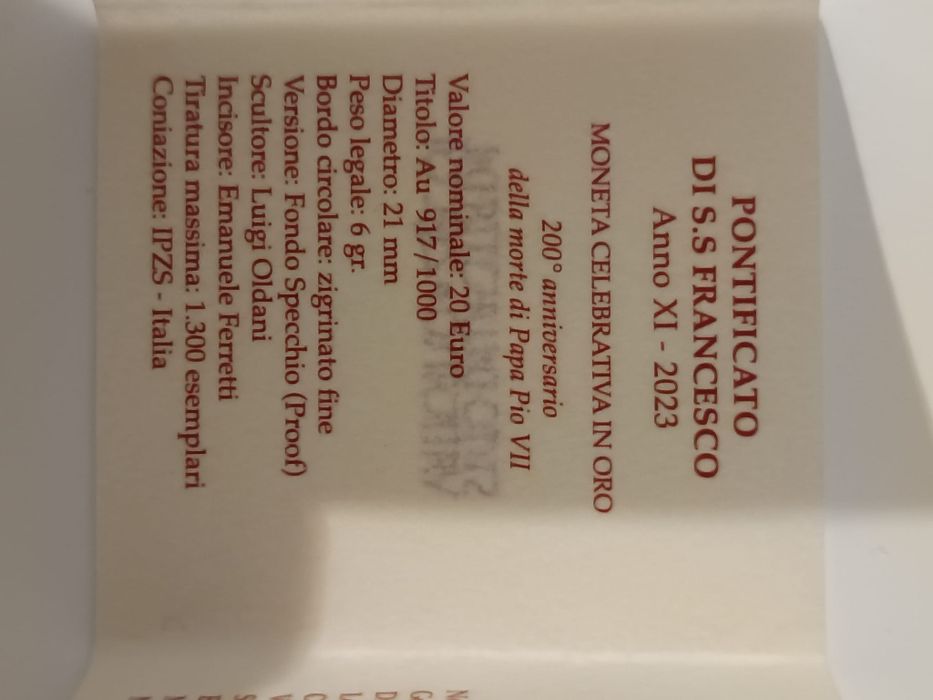 PONTIFICATO
DI S.S FRANCESCO
Anno XI - 2023
MONETA CELEBRATIVA IN ORO
200° anniversario
della morte di Papa Pio VII
Valore nominale: 20 Euro
Titolo: Au 917/1000
Diametro: 21 mm
Peso legale: 6 gr.
Bordo circolare: zigrinato fine
Versione: Fondo Specchio (Proof)
Scultore: Luigi Oldani
Incisore: Emanuele Ferretti
Tiratura massima: 1.300 esemplari
Coniazione: IPZS - Italia